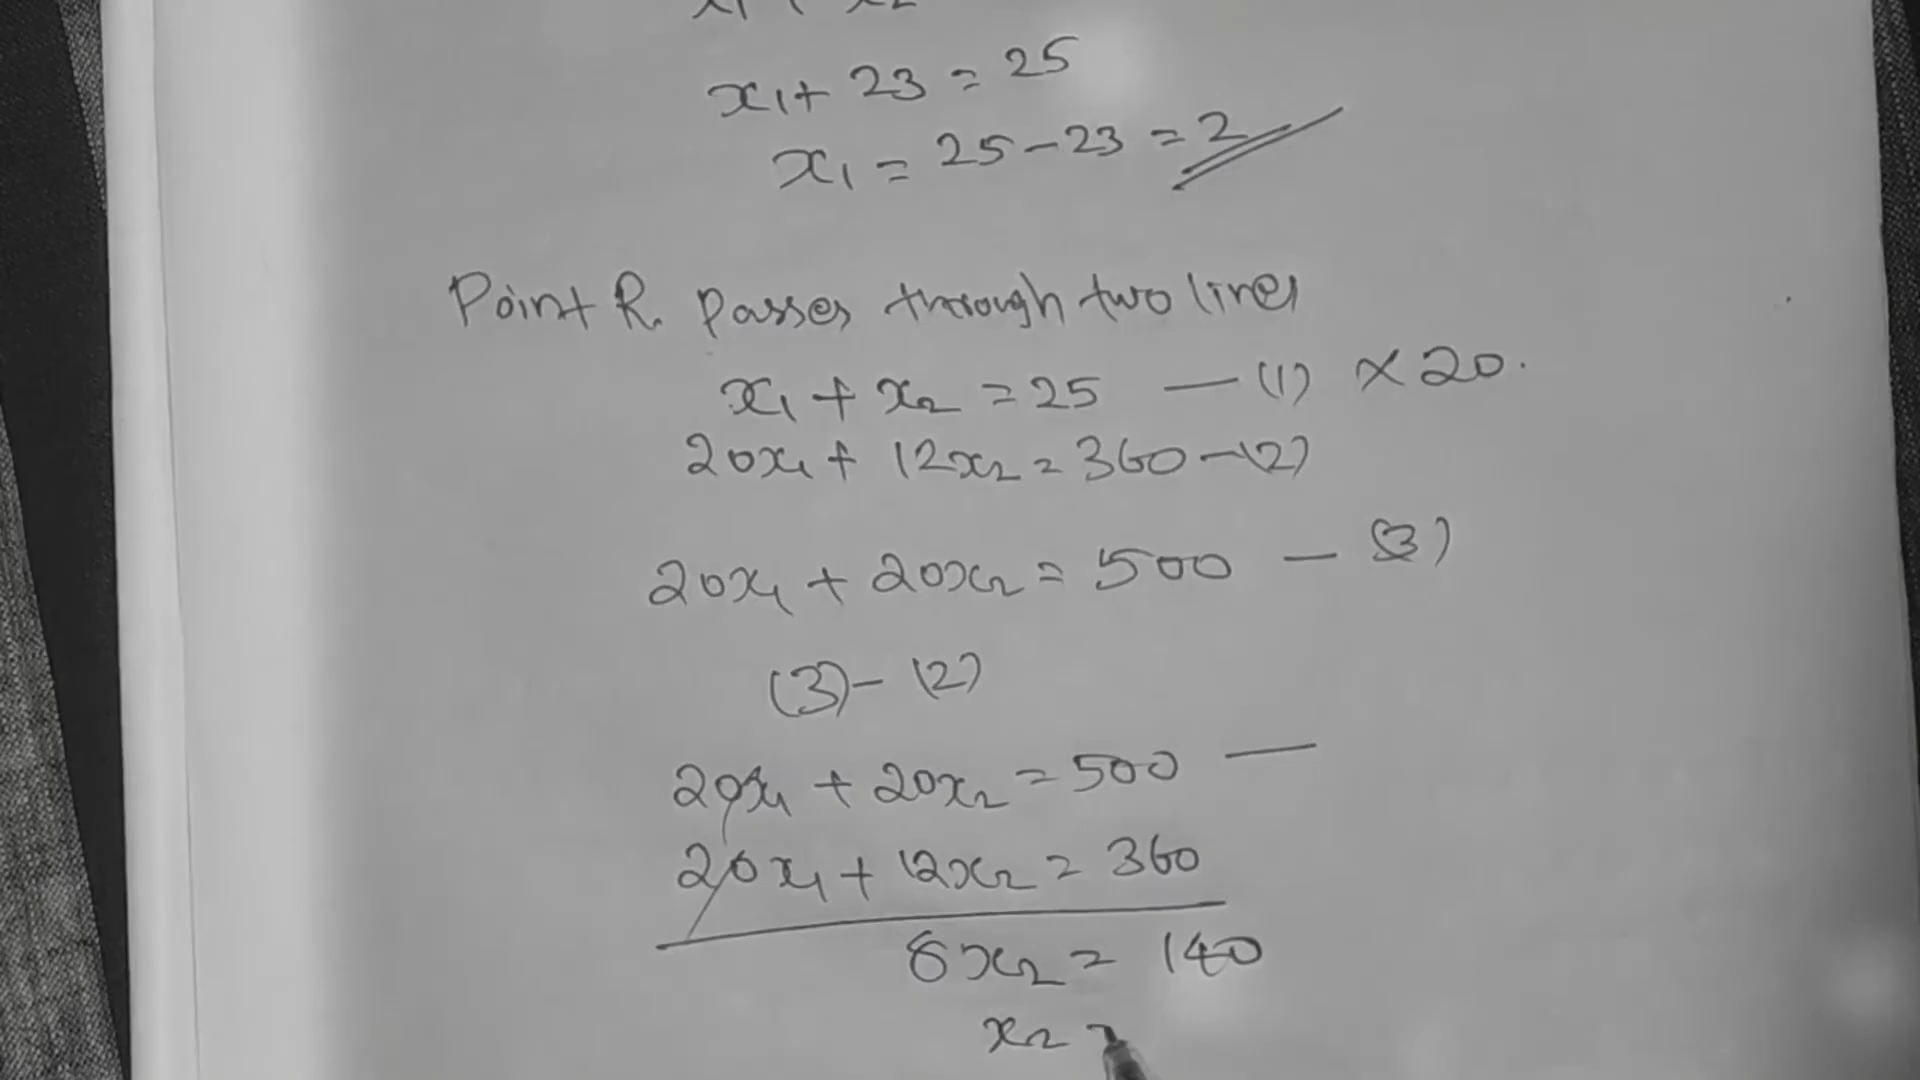 x₁ + 23 = 25
x₁ = 25 - 23 = 2
Point R. Passes through two lines
x₁ + x₂ = 25 — (1) × 20.
20x₁ + 12x₂ = 360 — (2)
20x₁ + 20x₂ = 500 — (3)
(3) - (2)
20x₁ + 20x₂ = 500 —
20x₁ + 12x₂ = 360
8x₂ = 140
x₂ =